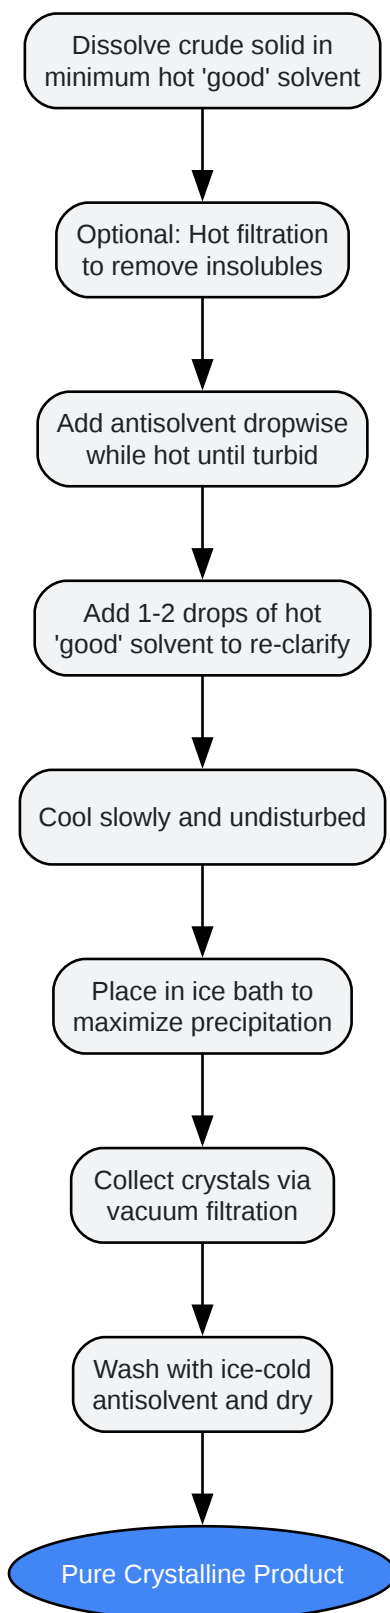 Dissolve crude solid in
minimum hot 'good' solvent
Optional: Hot filtration
to remove insolubles
Add antisolvent dropwise
while hot until turbid
Add 1-2 drops of hot
'good' solvent to re-clarify
Cool slowly and undisturbed
Place in ice bath to
maximize precipitation
Collect crystals via
vacuum filtration
Wash with ice-cold
antisolvent and dry
Pure Crystalline Product